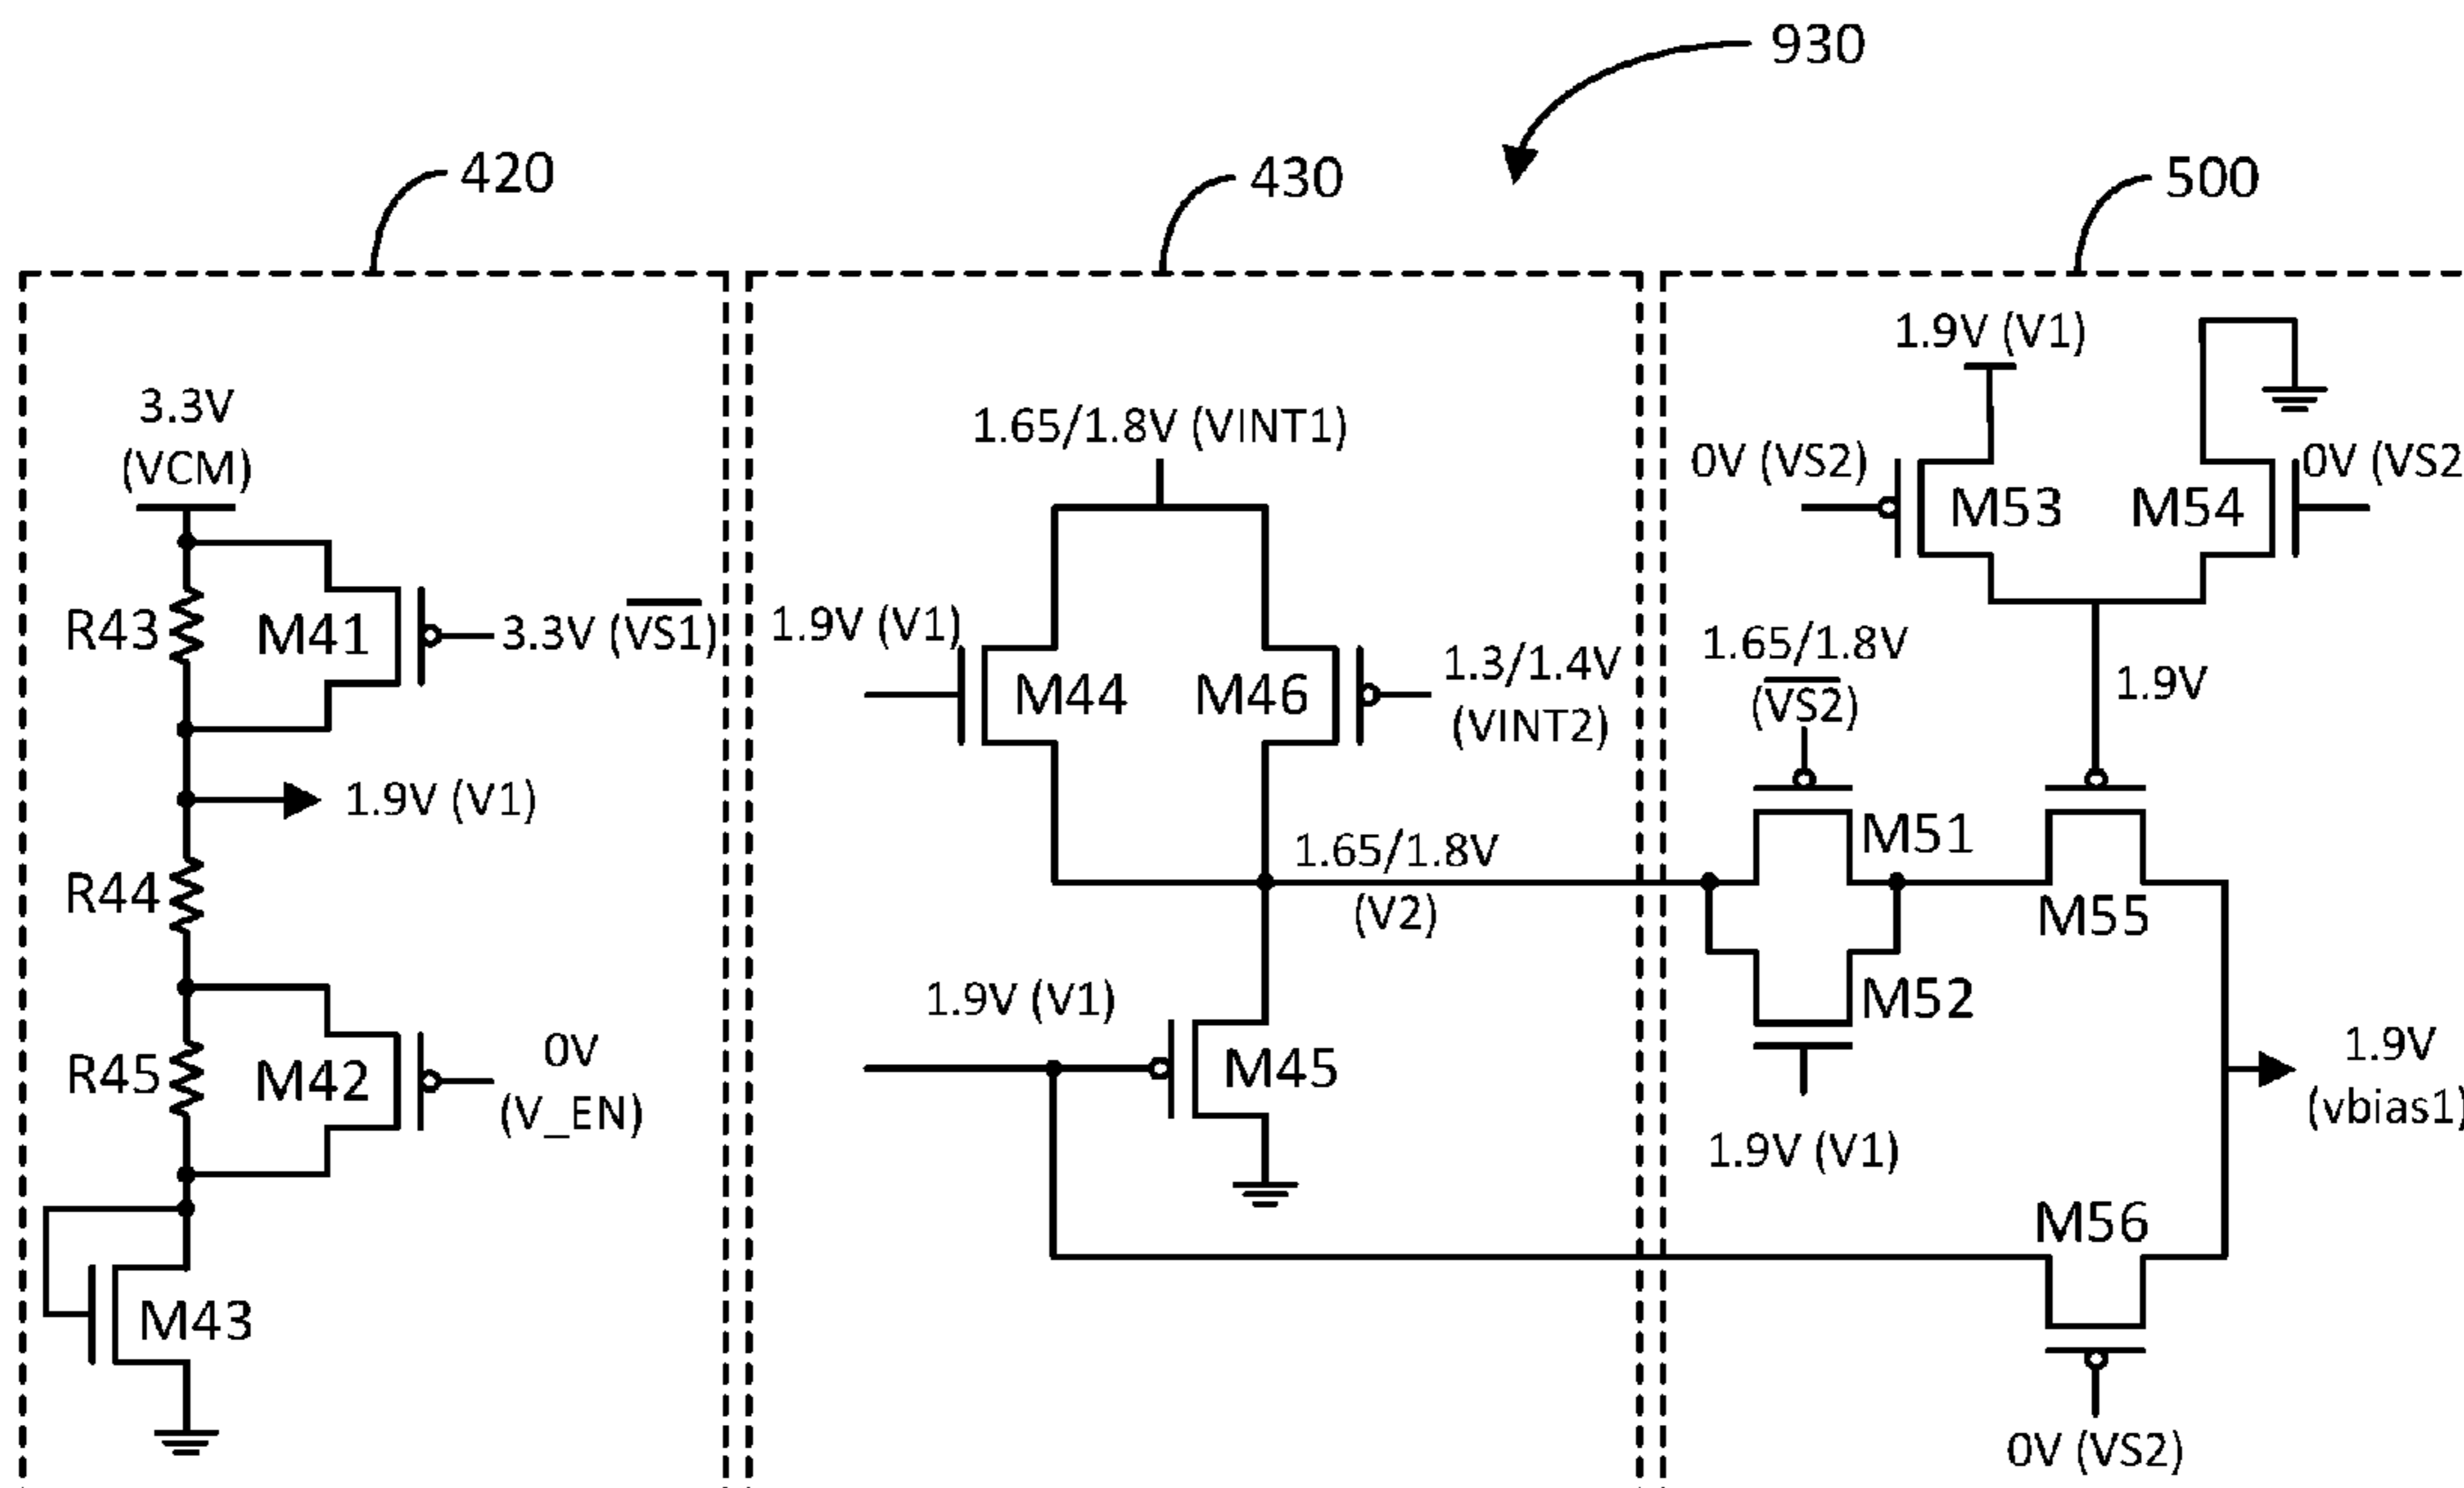 930
420
430
500
3.3V
(VCM)
R43
M41
3.3V (VS1)
1.9V (V1)
R44
R45
M42
0V
(V_EN)
M43
1.65/1.8V (VINT1)
1.9V (V1)
M44
M46
1.3/1.4V
(VINT2)
1.65/1.8V
(V2)
1.9V (V1)
M45
1.9V (V1)
0V (VS2)
M53
M54
0V (VS2
1.65/1.8V
(VS2)
1.9V
M51
M55
M52
1.9V (V1)
1.9V
(vbias1)
M56
0V (VS2)